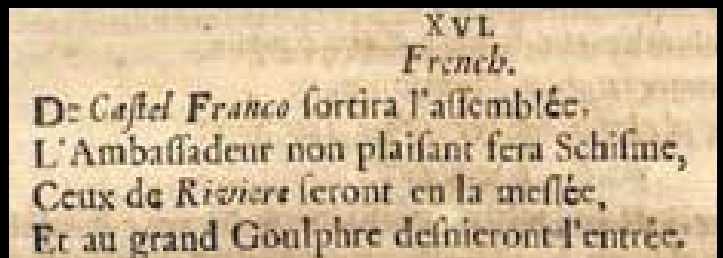 XVI.
French.
De Castel Franco ſortira l'aſſemblée.
L'Ambaſſadeur non plaiſant fera Schiſme,
Ceux de Riviere ſeront en la meſlée,
Et au grand Goulphre deſnieront l'entrée.